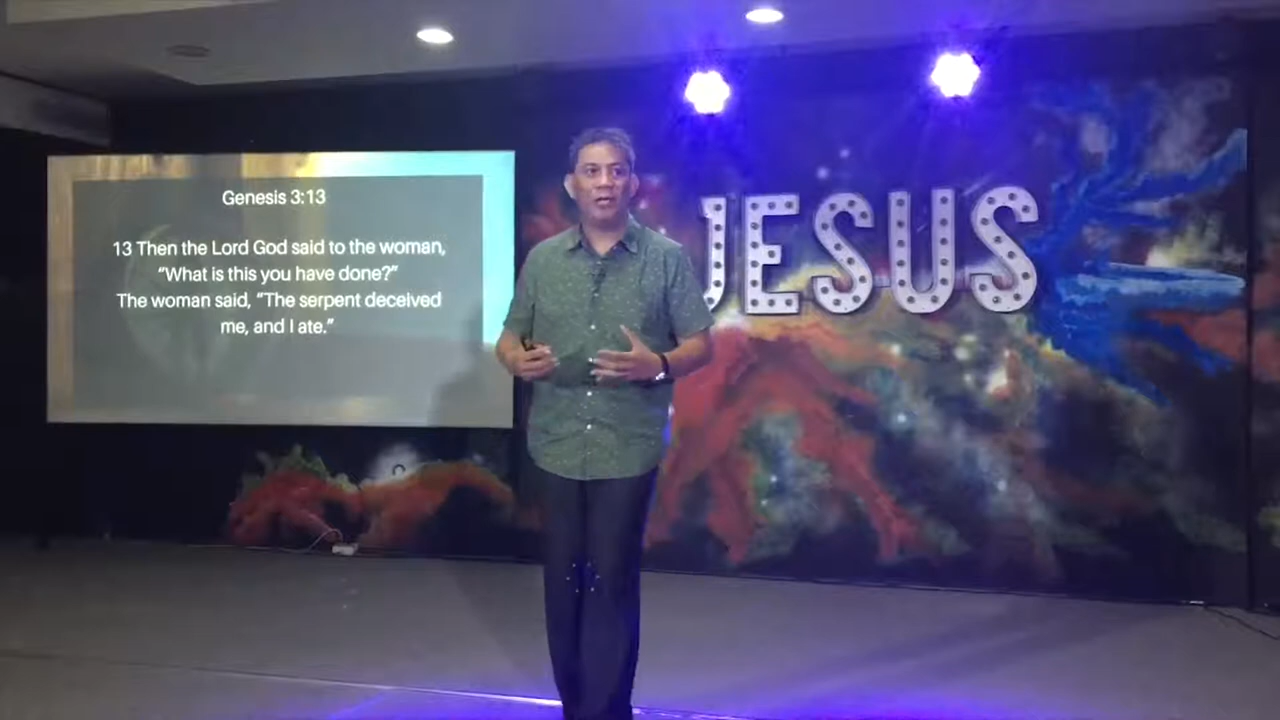 Genesis 3:13
13 Then the Lord God said to the woman,
“What is this you have done?”
The woman said, “The serpent deceived
me, and I ate.”
JESUS